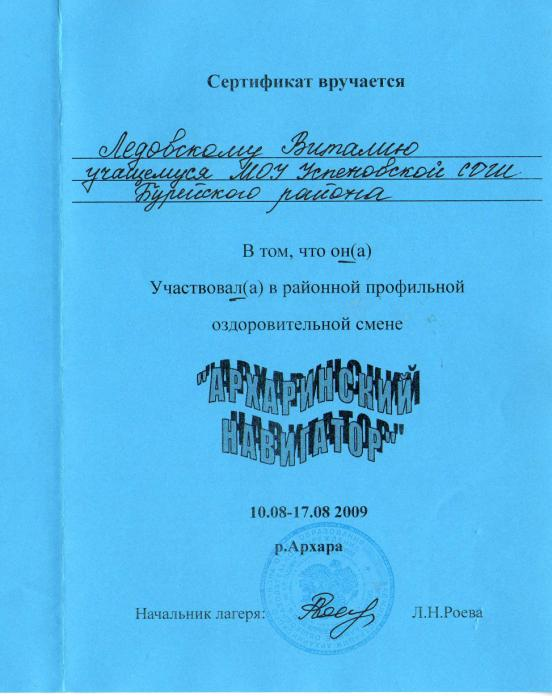 Сертификат вручается
Ледовскому Виталию
учащемуся МОУ Успеновской СОШ
Бурейского района
В том, что он(а)
Участвовал(а) в районной профильной
оздоровительной смене
"АРХАРИНСКИЙ
НАВИГАТОР"
10.08-17.08 2009
р.Архара
Начальник лагеря: Л.Н.Роева